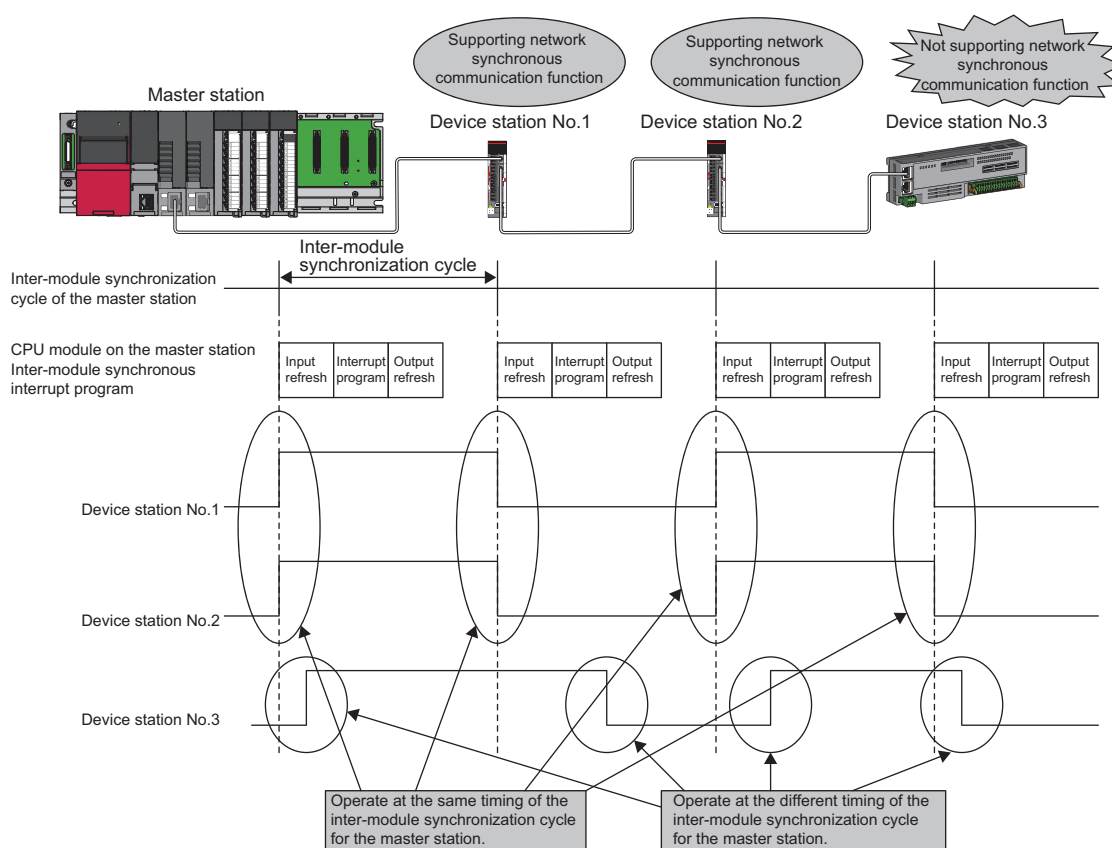 Supporting network
synchronous
communication function
Supporting network
synchronous
communication function
Not supporting network
synchronous
communication function
Master station
Device station No.1
Device station No.2
Device station No.3
Inter-module
synchronization cycle
Inter-module synchronization
cycle of the master station
CPU module on the master station
Inter-module synchronous
interrupt program
Input
refresh
Interrupt
program
Output
refresh
Input
refresh
Interrupt
program
Output
refresh
Input
refresh
Interrupt
program
Output
refresh
Input
refresh
Interrupt
program
Output
refresh
Device station No.1
Device station No.2
Device station No.3
Operate at the same timing of the
inter-module synchronization cycle
for the master station.
Operate at the different timing of the
inter-module synchronization cycle
for the master station.